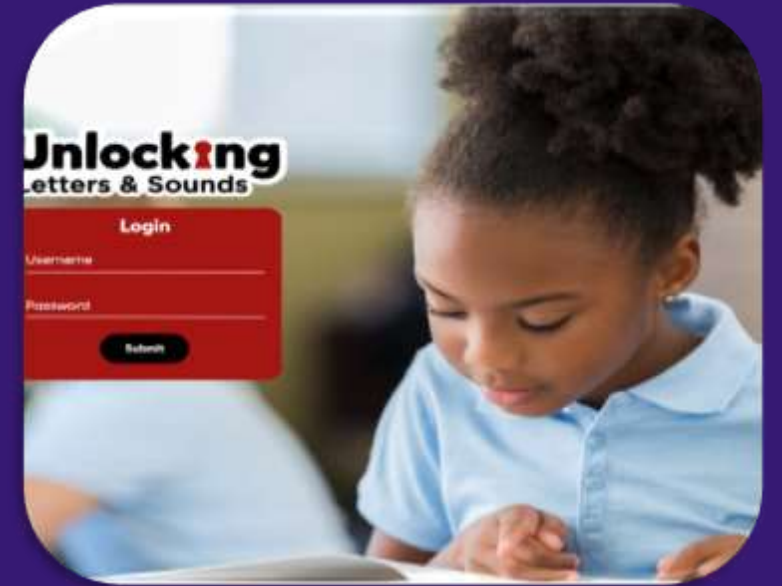 Unlocking
Letters & Sounds
Login
Username
Password
Submit